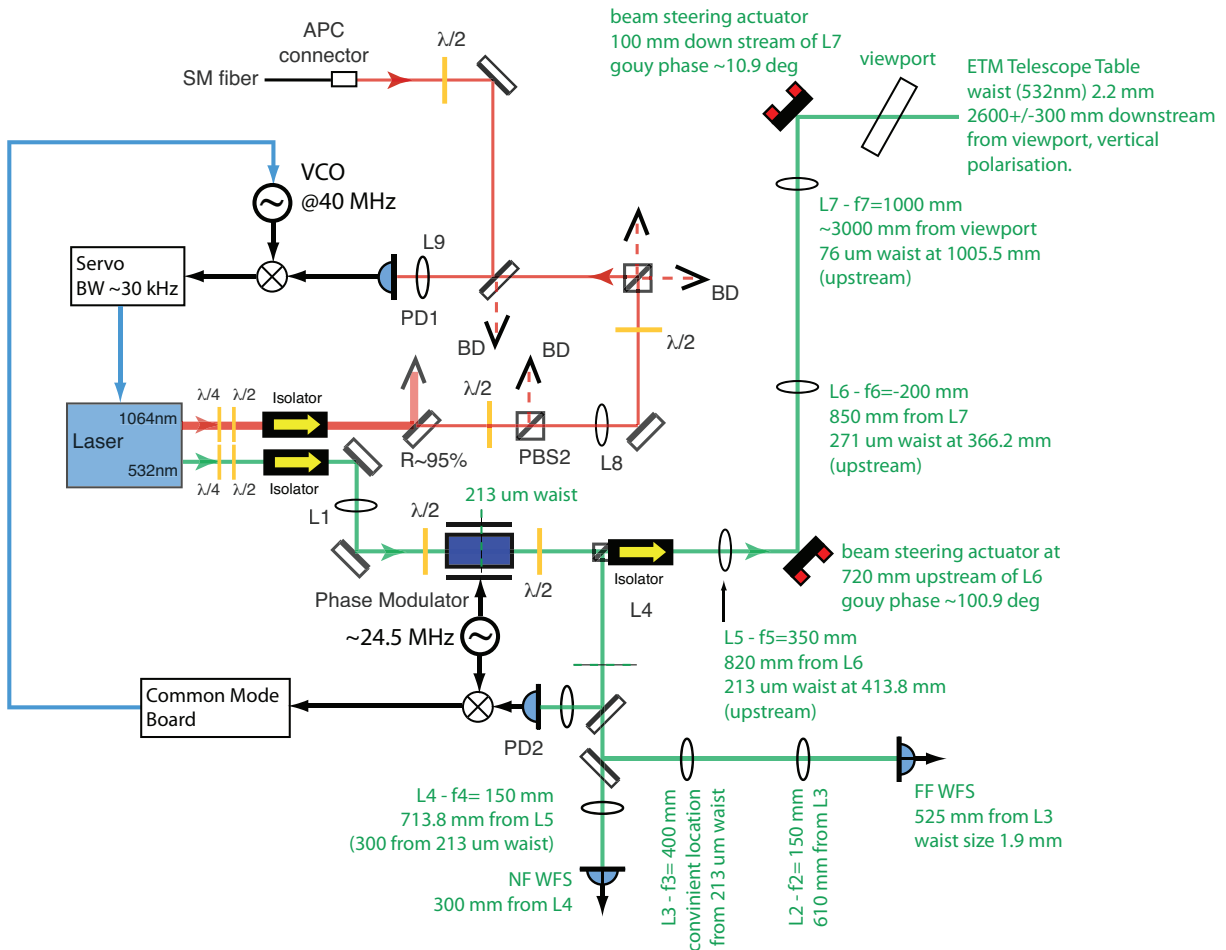 beam steering actuator
100 mm down stream of L7
gouy phase ~10.9 deg
APC
connector
λ/2
SM fiber
viewport
ETM Telescope Table
waist (532nm) 2.2 mm
2600+/-300 mm downstream
from viewport, vertical
polarisation.
VCO
@40 MHz
L7 - f7=1000 mm
~3000 mm from viewport
76 um waist at 1005.5 mm
(upstream)
Servo
BW ~30 kHz
L9
PD1
BD
BD
BD
λ/2
λ/2
L6 - f6=-200 mm
850 mm from L7
271 um waist at 366.2 mm
(upstream)
λ/4
λ/2
Isolator
1064nm
Laser
532nm
R~95%
PBS2
L8
λ/4
λ/2
Isolator
L1
λ/2
213 um waist
Phase Modulator
λ/2
Isolator
L4
beam steering actuator at
720 mm upstream of L6
gouy phase ~100.9 deg
~24.5 MHz
L5 - f5=350 mm
820 mm from L6
213 um waist at 413.8 mm
(upstream)
Common Mode
Board
PD2
L4 - f4= 150 mm
713.8 mm from L5
(300 from 213 um waist)
NF WFS
300 mm from L4
L3 - f3= 400 mm
convinient location
from 213 um waist
L2 - f2= 150 mm
610 mm from L3
FF WFS
525 mm from L3
waist size 1.9 mm